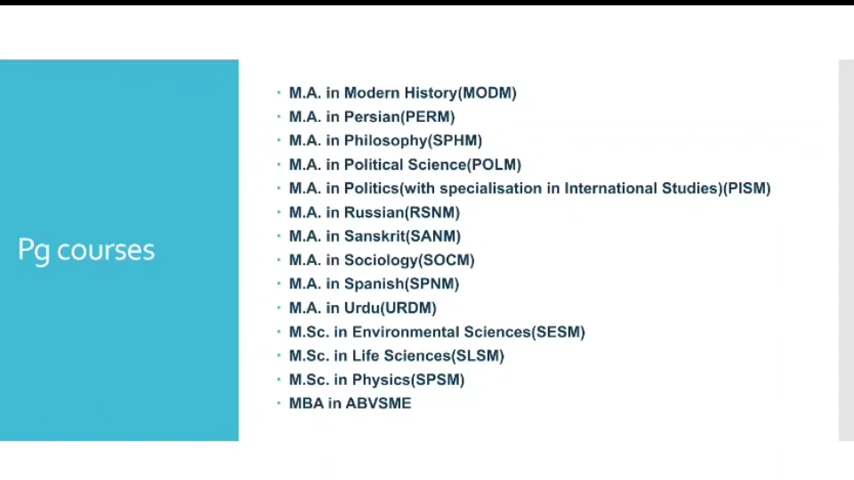 Pg courses
M.A. in Modern History(MODM)
M.A. in Persian(PERM)
M.A. in Philosophy(SPHM)
M.A. in Political Science(POLM)
M.A. in Politics(with specialisation in International Studies)(PISM)
M.A. in Russian(RSNM)
M.A. in Sanskrit(SANM)
M.A. in Sociology(SOCM)
M.A. in Spanish(SPNM)
M.A. in Urdu(URDM)
M.Sc. in Environmental Sciences(SESM)
M.Sc. in Life Sciences(SLSM)
M.Sc. in Physics(SPSM)
MBA in ABVSME